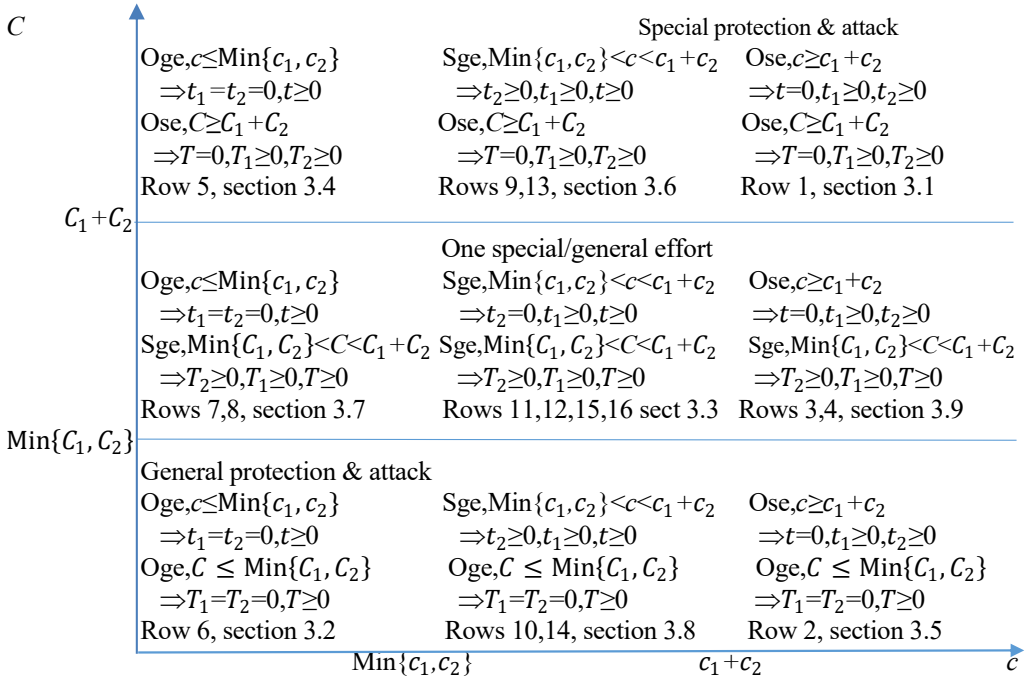 C
Special protection & attack
Oge,c≤Min{c₁,c₂} Sge,Min{c₁,c₂}<c<c₁+c₂ Ose,c≥c₁+c₂
⇒t₁=t₂=0,t≥0 ⇒t₂≥0,t₁≥0,t≥0 ⇒t=0,t₁≥0,t₂≥0
Ose,C≥C₁+C₂ Ose,C≥C₁+C₂ Ose,C≥C₁+C₂
⇒T=0,T₁≥0,T₂≥0 ⇒T=0,T₁≥0,T₂≥0 ⇒T=0,T₁≥0,T₂≥0
Row 5, section 3.4 Rows 9,13, section 3.6 Row 1, section 3.1
C₁+C₂
One special/general effort
Oge,c≤Min{c₁,c₂} Sge,Min{c₁,c₂}<c<c₁+c₂ Ose,c≥c₁+c₂
⇒t₁=t₂=0,t≥0 ⇒t₂=0,t₁≥0,t≥0 ⇒t=0,t₁≥0,t₂≥0
Sge,Min{C₁,C₂}<C<C₁+C₂ Sge,Min{C₁,C₂}<C<C₁+C₂ Sge,Min{C₁,C₂}<C<C₁+C₂
⇒T₂≥0,T₁≥0,T≥0 ⇒T₂≥0,T₁≥0,T≥0 ⇒T₂≥0,T₁≥0,T≥0
Rows 7,8, section 3.7 Rows 11,12,15,16 sect 3.3 Rows 3,4, section 3.9
Min{C₁,C₂}
General protection & attack
Oge,c≤Min{c₁,c₂} Sge,Min{c₁,c₂}<c<c₁+c₂ Ose,c≥c₁+c₂
⇒t₁=t₂=0,t≥0 ⇒t₂≥0,t₁≥0,t≥0 ⇒t=0,t₁≥0,t₂≥0
Oge,C ≤ Min{C₁,C₂} Oge,C ≤ Min{C₁,C₂} Oge,C ≤ Min{C₁,C₂}
⇒T₁=T₂=0,T≥0 ⇒T₁=T₂=0,T≥0 ⇒T₁=T₂=0,T≥0
Row 6, section 3.2 Rows 10,14, section 3.8 Row 2, section 3.5
Min{c₁,c₂} c₁+c₂ c